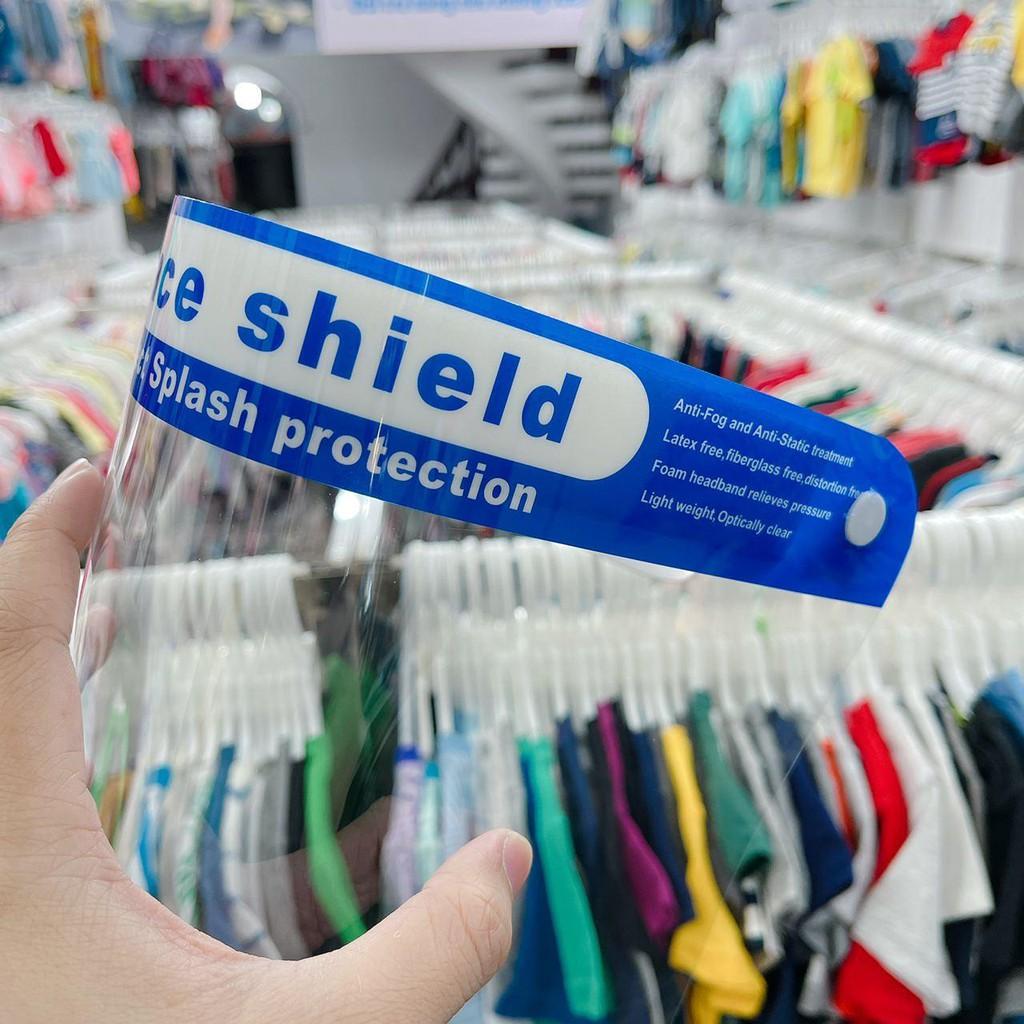 ce shield
Splash protection
Anti-Fog and Anti-Static treatment
Latex free,fiberglass free,distortion fre
Foam headband relieves pressure
Light weight,Optically clear